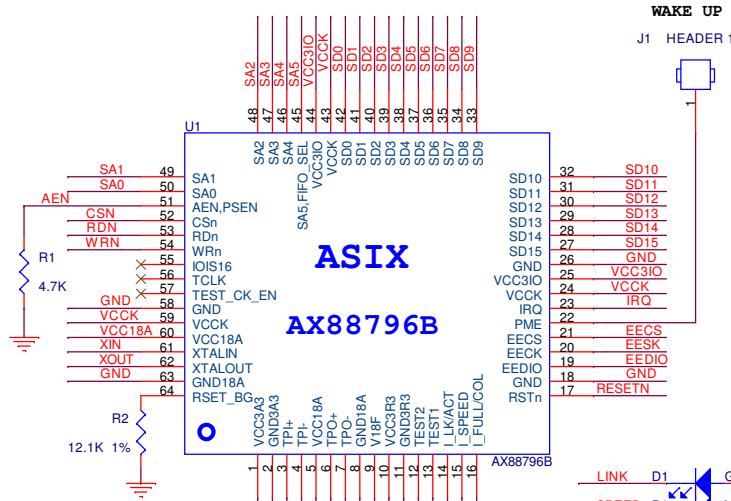 WAKE UP
J1 HEADER 1
1
SA2 SA3 SA4 SA5 VCC3IO VCCK SD0 SD1 SD2 SD3 SD4 SD5 SD6 SD7 SD8 SD9
48 47 46 45 44 43 42 41 40 39 38 37 36 35 34 33
U1
SA2 SA3 SA4 SA5,FIFO_SEL VCC3IO VCCK SD0 SD1 SD2 SD3 SD4 SD5 SD6 SD7 SD8 SD9
SA1 49 SA1 SD10 32 SD10
SA0 50 SA0 SD11 31 SD11
AEN 51 AEN,PSEN SD12 30 SD12
CSN 52 CSn SD13 29 SD13
RDN 53 RDn SD14 28 SD14
WRN 54 WRn SD15 27 SD15
55 IOIS16 GND 26 GND
56 TCLK VCC3IO 25 VCC3IO
57 TEST_CK_EN VCCK 24 VCCK
GND 58 GND IRQ 23 IRQ
VCCK 59 VCCK PME 22
VCC18A 60 VCC18A EECS 21 EECS
XIN 61 XTALIN EECK 20 EESK
XOUT 62 XTALOUT EEDIO 19 EEDIO
GND 63 GND18A GND 18 GND
64 RSET_BG RSTn 17 RESETN
ASIX
AX88796B
R1
4.7K
R2
12.1K 1%
VCC3A3 GND3A3 TPI+ TPI- VCC18A TPO+ TPO- GND18A V18F VCC3R3 GND3R3 TEST2 TEST1 I_LK/ACT I_SPEED I_FULL/COL
1 2 3 4 5 6 7 8 9 10 11 12 13 14 15 16
AX88796B
LINK D1 G